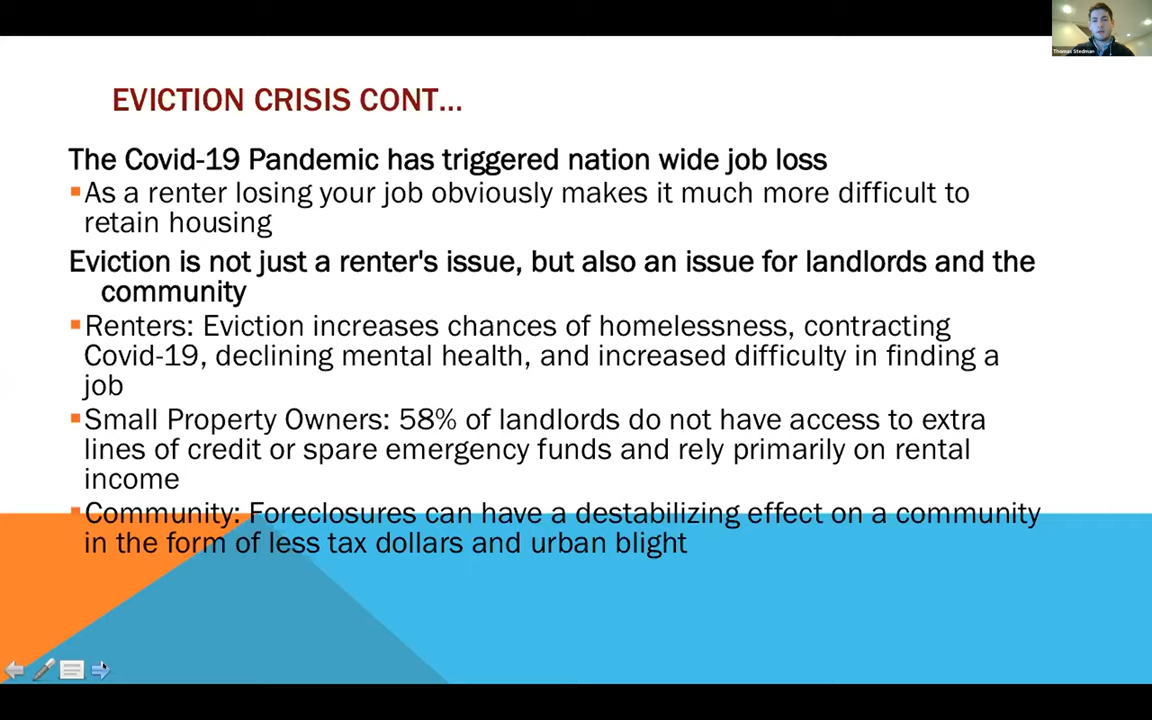 Thomas Stedman
EVICTION CRISIS CONT...
The Covid-19 Pandemic has triggered nation wide job loss
As a renter losing your job obviously makes it much more difficult to
retain housing
Eviction is not just a renter's issue, but also an issue for landlords and the
community
Renters: Eviction increases chances of homelessness, contracting
Covid-19, declining mental health, and increased difficulty in finding a
job
Small Property Owners: 58% of landlords do not have access to extra
lines of credit or spare emergency funds and rely primarily on rental
income
Community: Foreclosures can have a destabilizing effect on a community
in the form of less tax dollars and urban blight